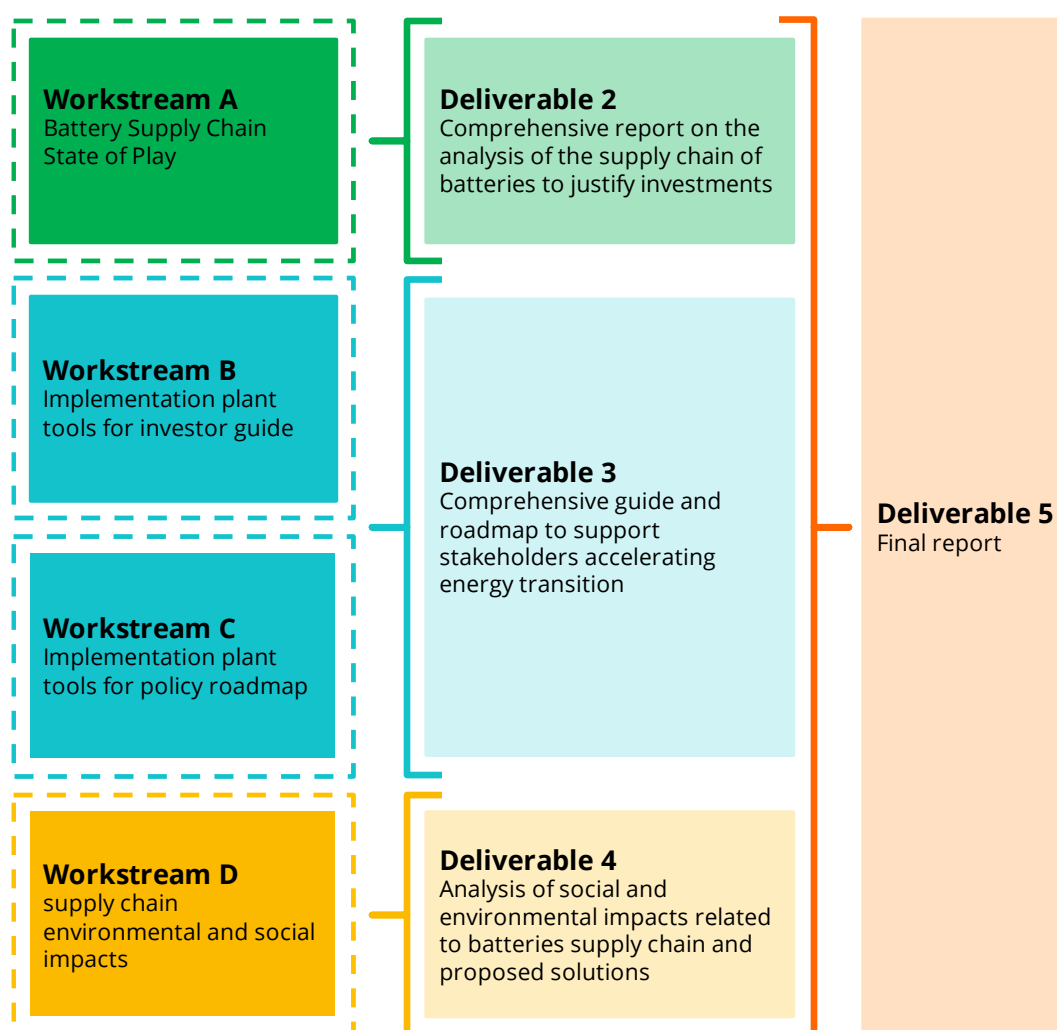 Workstream A
Battery Supply Chain
State of Play
Deliverable 2
Comprehensive report on the
analysis of the supply chain of
batteries to justify investments
Workstream B
Implementation plant
tools for investor guide
Workstream C
Implementation plant
tools for policy roadmap
Deliverable 3
Comprehensive guide and
roadmap to support
stakeholders accelerating
energy transition
Workstream D
supply chain
environmental and social
impacts
Deliverable 4
Analysis of social and
environmental impacts related
to batteries supply chain and
proposed solutions
Deliverable 5
Final report